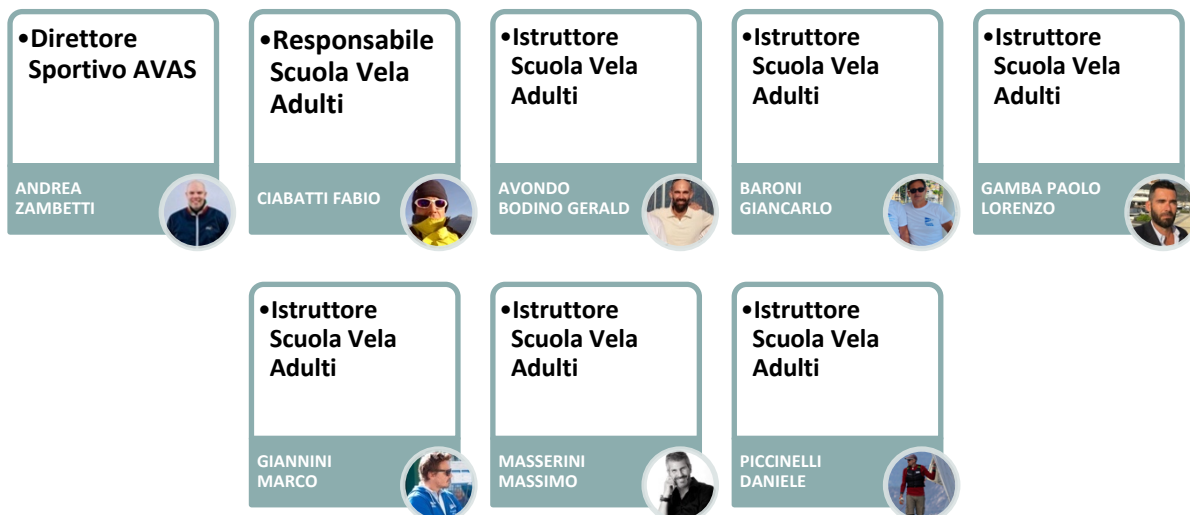 •Direttore
Sportivo AVAS
ANDREA
ZAMBETTI
•Responsabile
Scuola Vela
Adulti
CIABATTI FABIO
•Istruttore
Scuola Vela
Adulti
AVONDO
BODINO GERALD
•Istruttore
Scuola Vela
Adulti
BARONI
GIANCARLO
•Istruttore
Scuola Vela
Adulti
GAMBA PAOLO
LORENZO
•Istruttore
Scuola Vela
Adulti
GIANNINI
MARCO
•Istruttore
Scuola Vela
Adulti
MASSERINI
MASSIMO
•Istruttore
Scuola Vela
Adulti
PICCINELLI
DANIELE